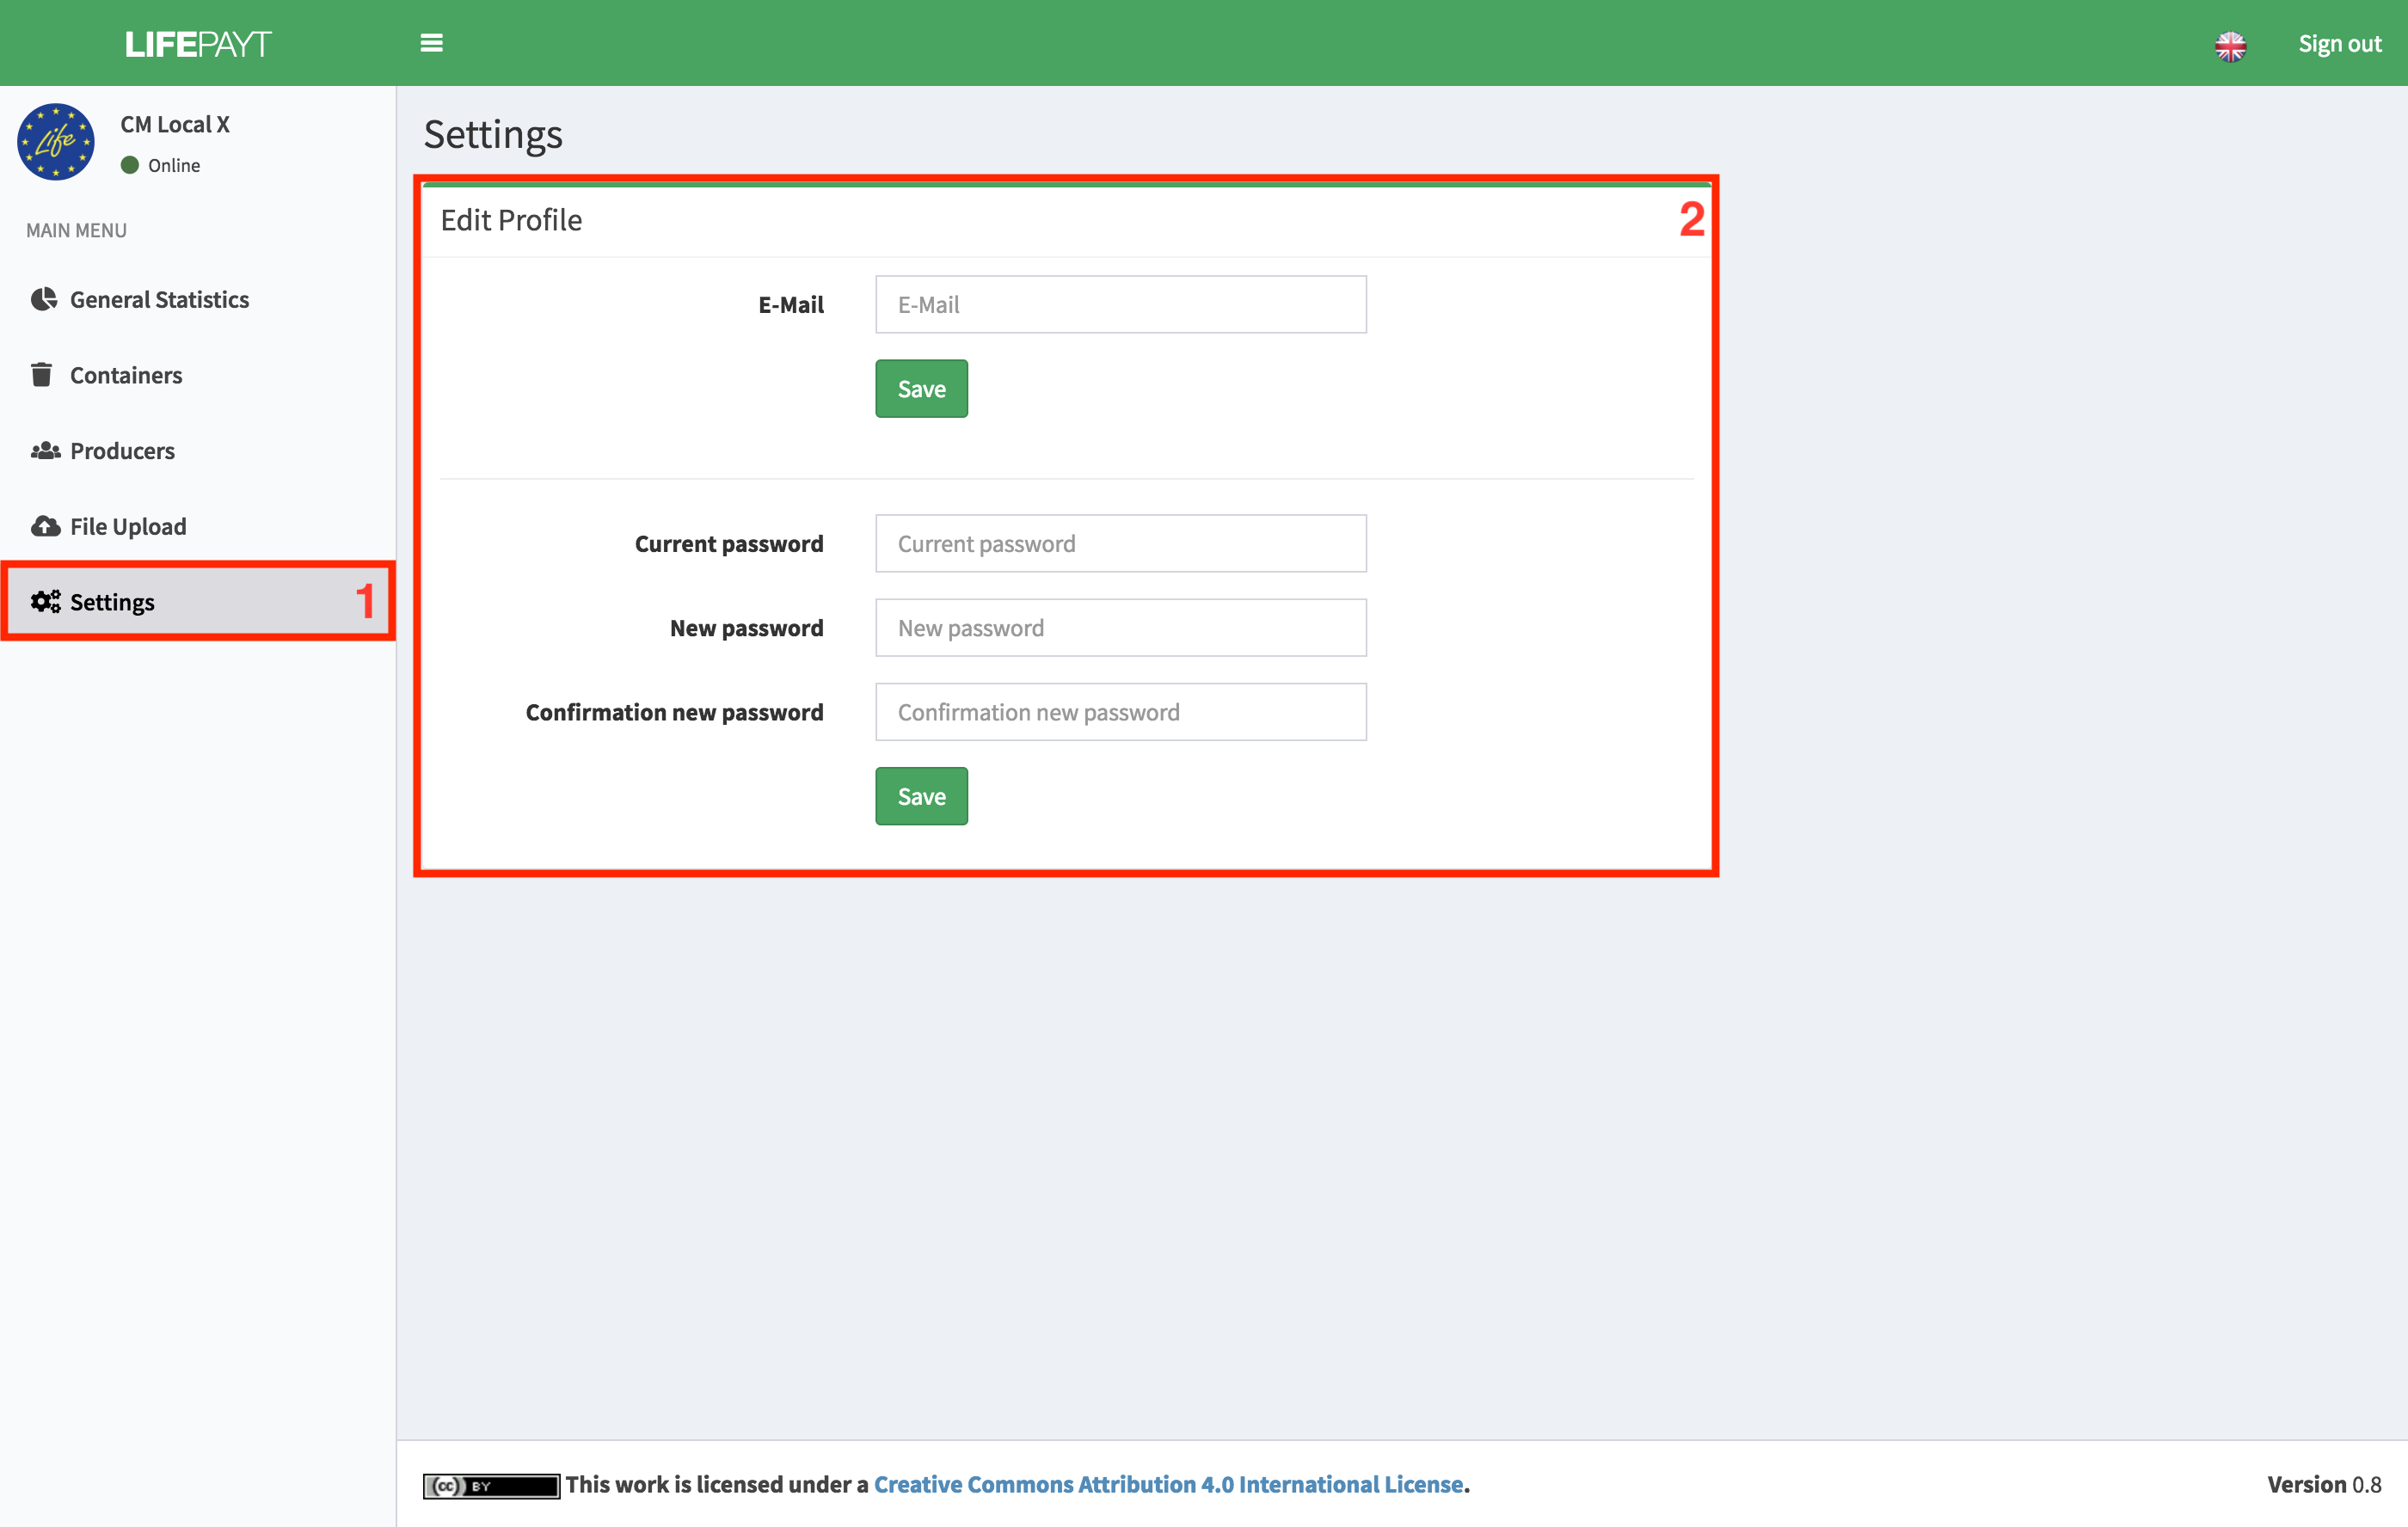 LIFEPAYT
Sign out
Life
CM Local X
Online
MAIN MENU
General Statistics
Containers
Producers
File Upload
Settings 1
Settings
Edit Profile 2
E-Mail E-Mail
Save
Current password Current password
New password New password
Confirmation new password Confirmation new password
Save
cc BY This work is licensed under a Creative Commons Attribution 4.0 International License.
Version 0.8